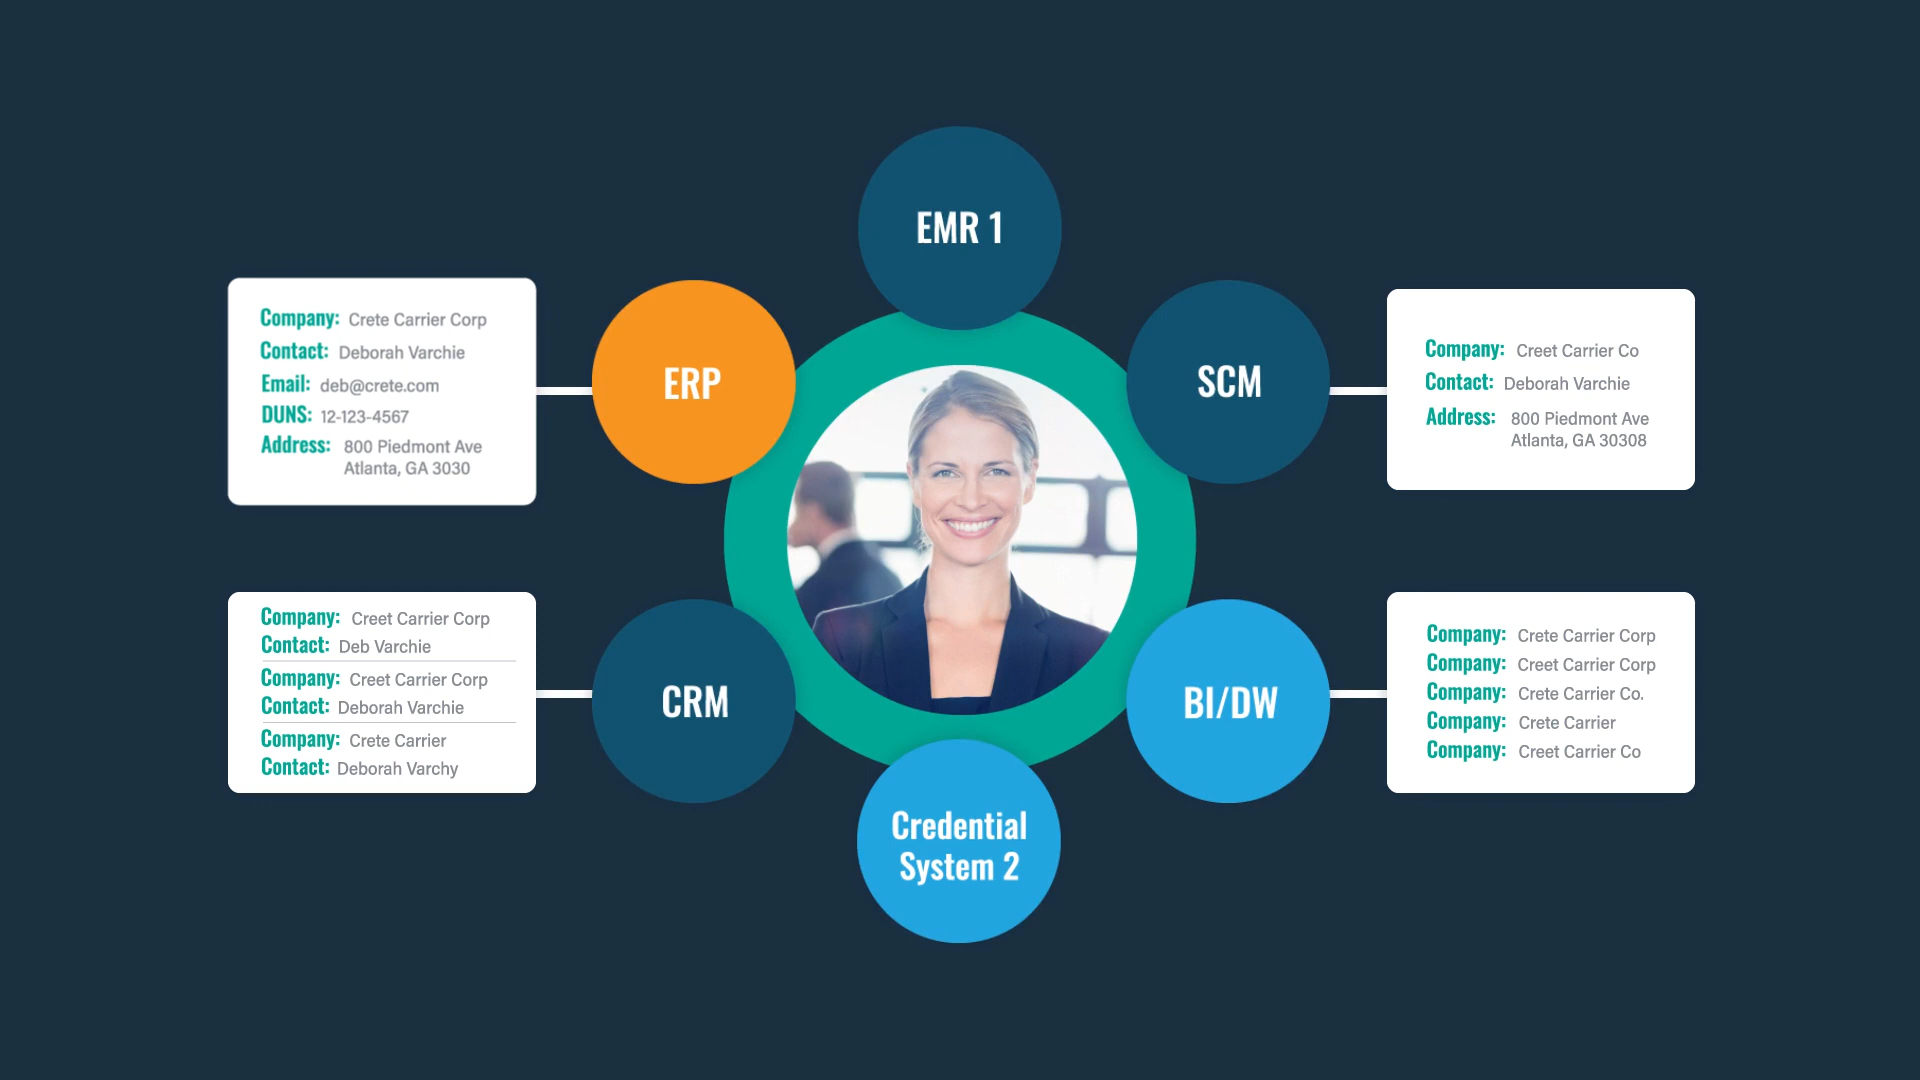 EMR 1
Company: Crete Carrier Corp
Contact: Deborah Varchie
Email: deb@crete.com
DUNS: 12-123-4567
Address: 800 Piedmont Ave
Atlanta, GA 3030
ERP
SCM
Company: Creet Carrier Co
Contact: Deborah Varchie
Address: 800 Piedmont Ave
Atlanta, GA 30308
Company: Creet Carrier Corp
Contact: Deb Varchie
Company: Creet Carrier Corp
Contact: Deborah Varchie
Company: Crete Carrier
Contact: Deborah Varchy
CRM
BI/DW
Company: Crete Carrier Corp
Company: Creet Carrier Corp
Company: Crete Carrier Co.
Company: Crete Carrier
Company: Creet Carrier Co
Credential
System 2